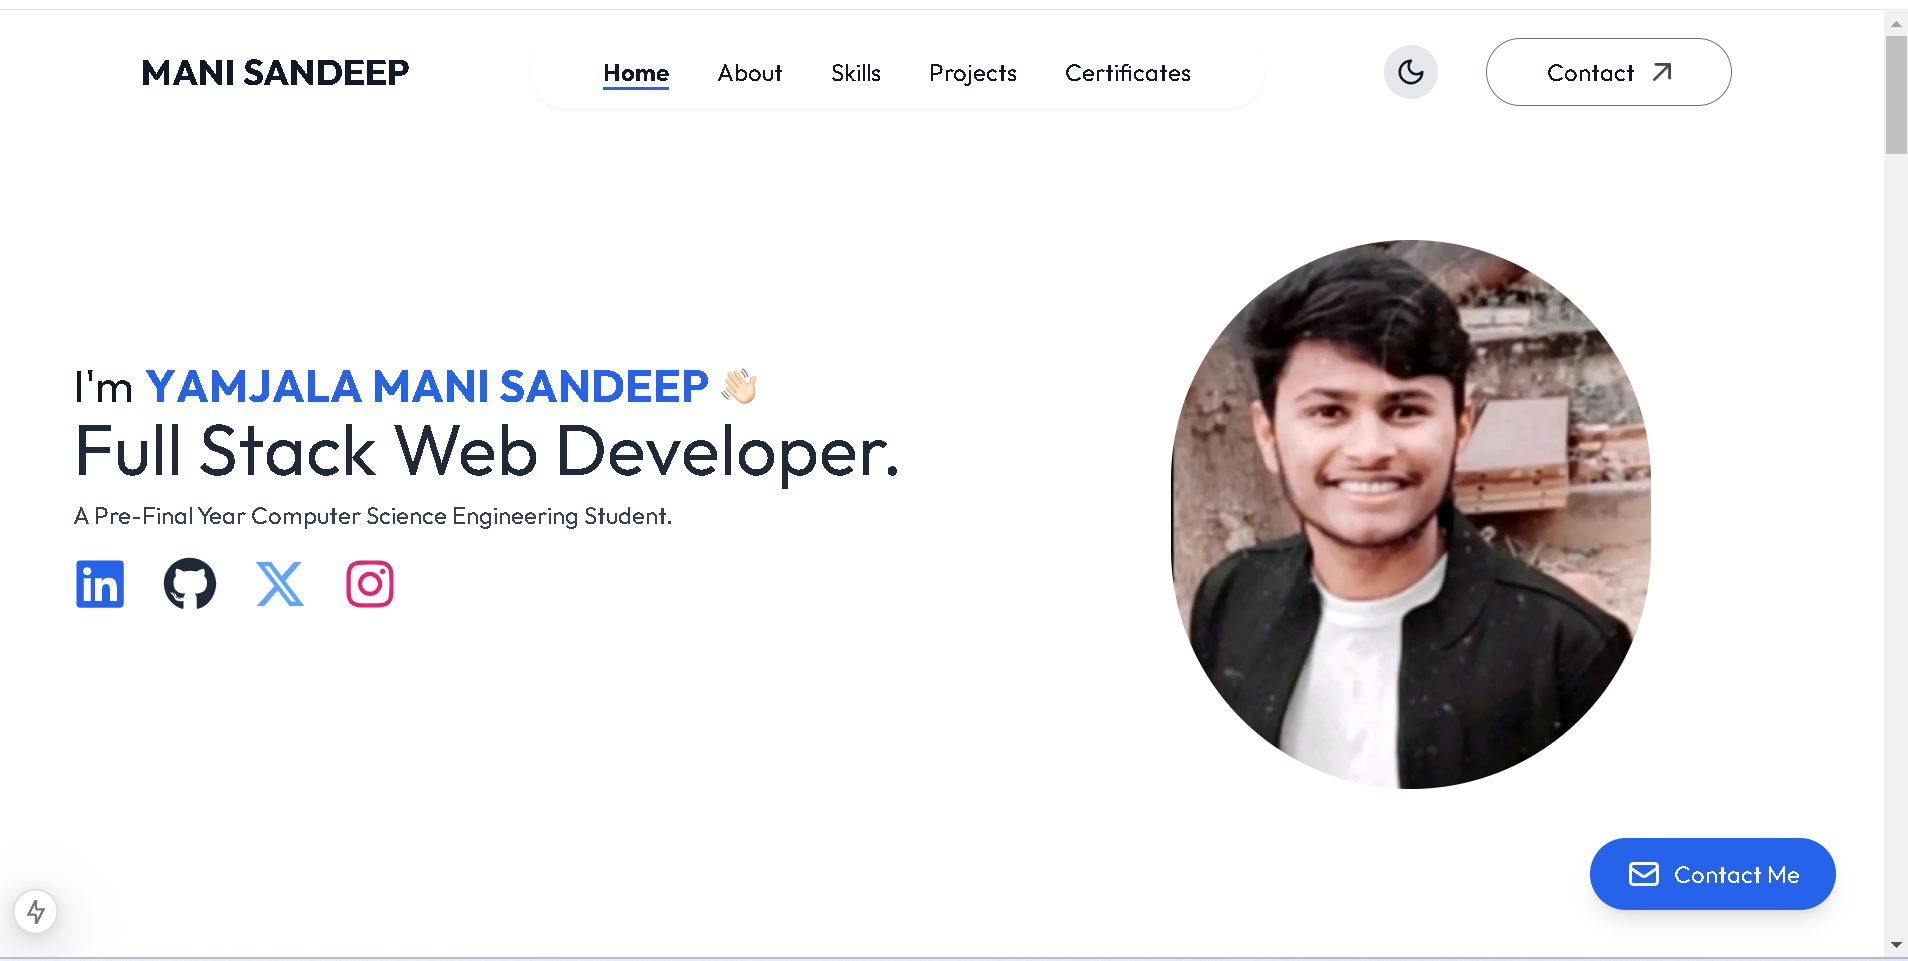 MANI SANDEEP
Home About Skills Projects Certificates
Contact
I'm YAMJALA MANI SANDEEP 👋🏻
Full Stack Web Developer.
A Pre-Final Year Computer Science Engineering Student.
in
Contact Me